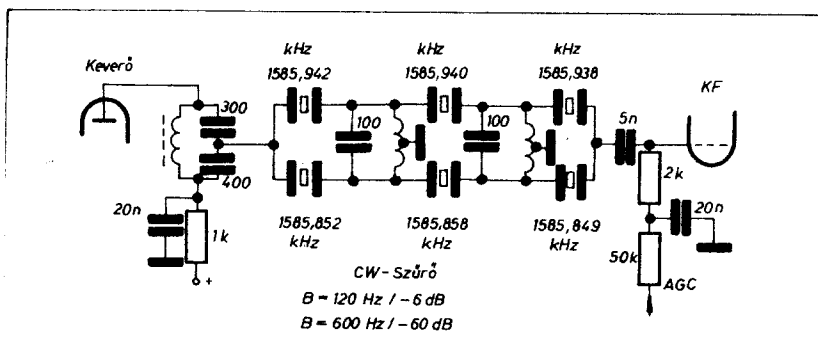 kHz
kHz
kHz
Keverő
1585,942
1585,940
1585,938
KF
300
5n
100
100
2k
400
20n
20n
1k
1585,852
kHz
1585,858
kHz
1585,849
kHz
50k
+
CW-Szűrő
AGC
B = 120 Hz / -6 dB
B = 600 Hz / -60 dB